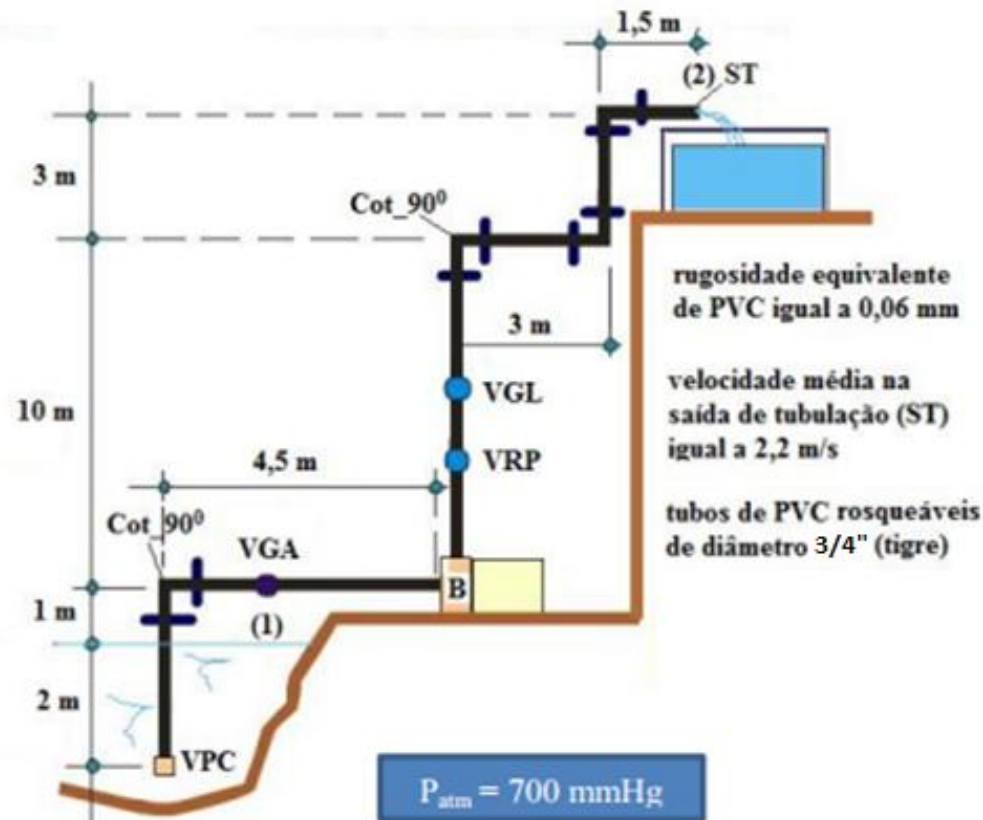 1,5 m
(2) ST
3 m
Cot_90⁰
rugosidade equivalente
de PVC igual a 0,06 mm
3 m
VGL
velocidade média na
saída de tubulação (ST)
igual a 2,2 m/s
10 m
4,5 m
VRP
Cot_90⁰
VGA
tubos de PVC rosqueáveis
de diâmetro 3/4" (tigre)
B
1 m
(1)
2 m
VPC
Patm = 700 mmHg